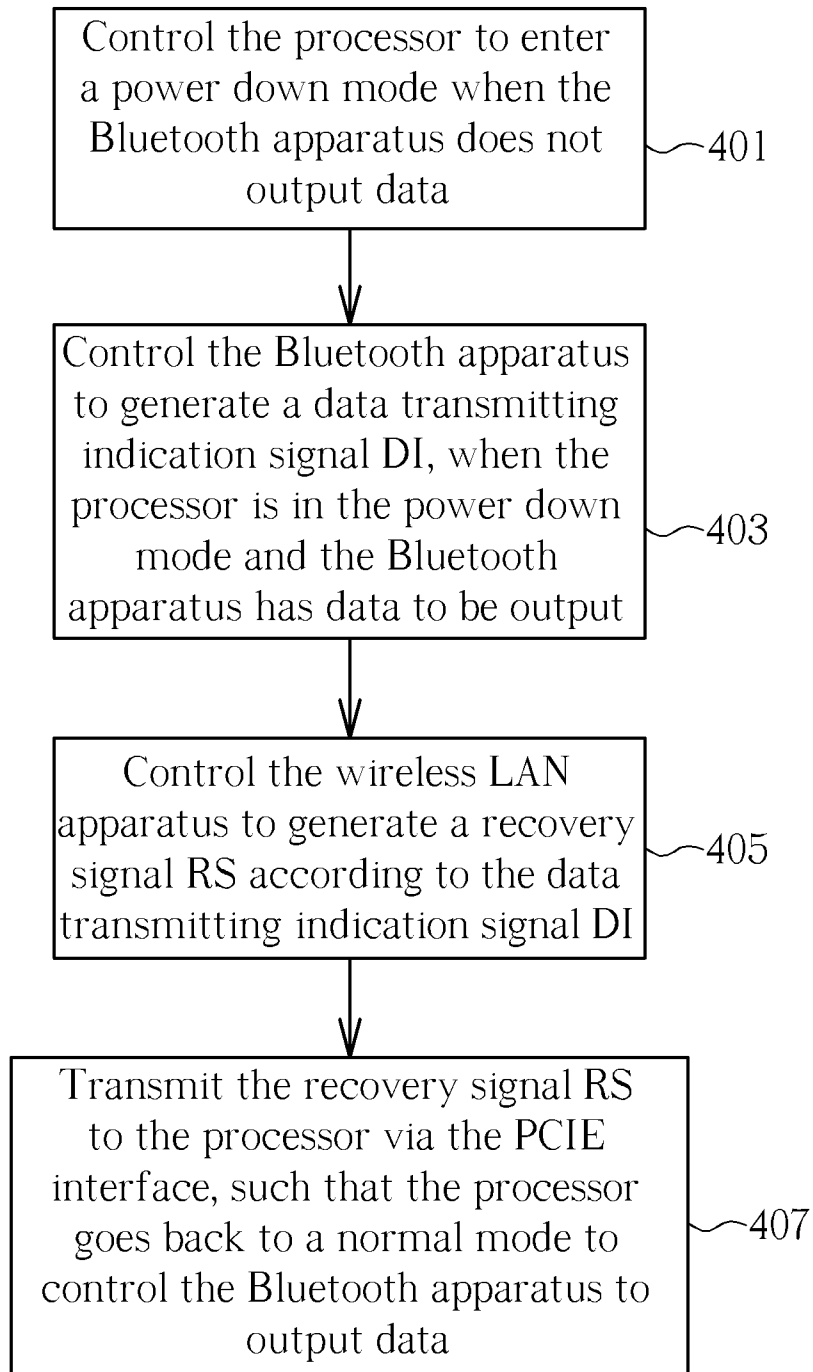 Control the processor to enter
a power down mode when the
Bluetooth apparatus does not
output data
401
Control the Bluetooth apparatus
to generate a data transmitting
indication signal DI, when the
processor is in the power down
mode and the Bluetooth
apparatus has data to be output
403
Control the wireless LAN
apparatus to generate a recovery
signal RS according to the data
transmitting indication signal DI
405
Transmit the recovery signal RS
to the processor via the PCIE
interface, such that the processor
goes back to a normal mode to
control the Bluetooth apparatus to
output data
407